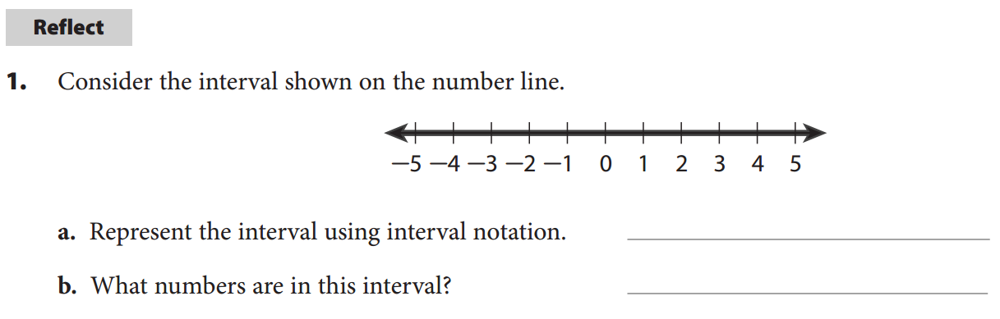 Reflect
1. Consider the interval shown on the number line.
−5 −4 −3 −2 −1 0 1 2 3 4 5
a. Represent the interval using interval notation.
b. What numbers are in this interval?